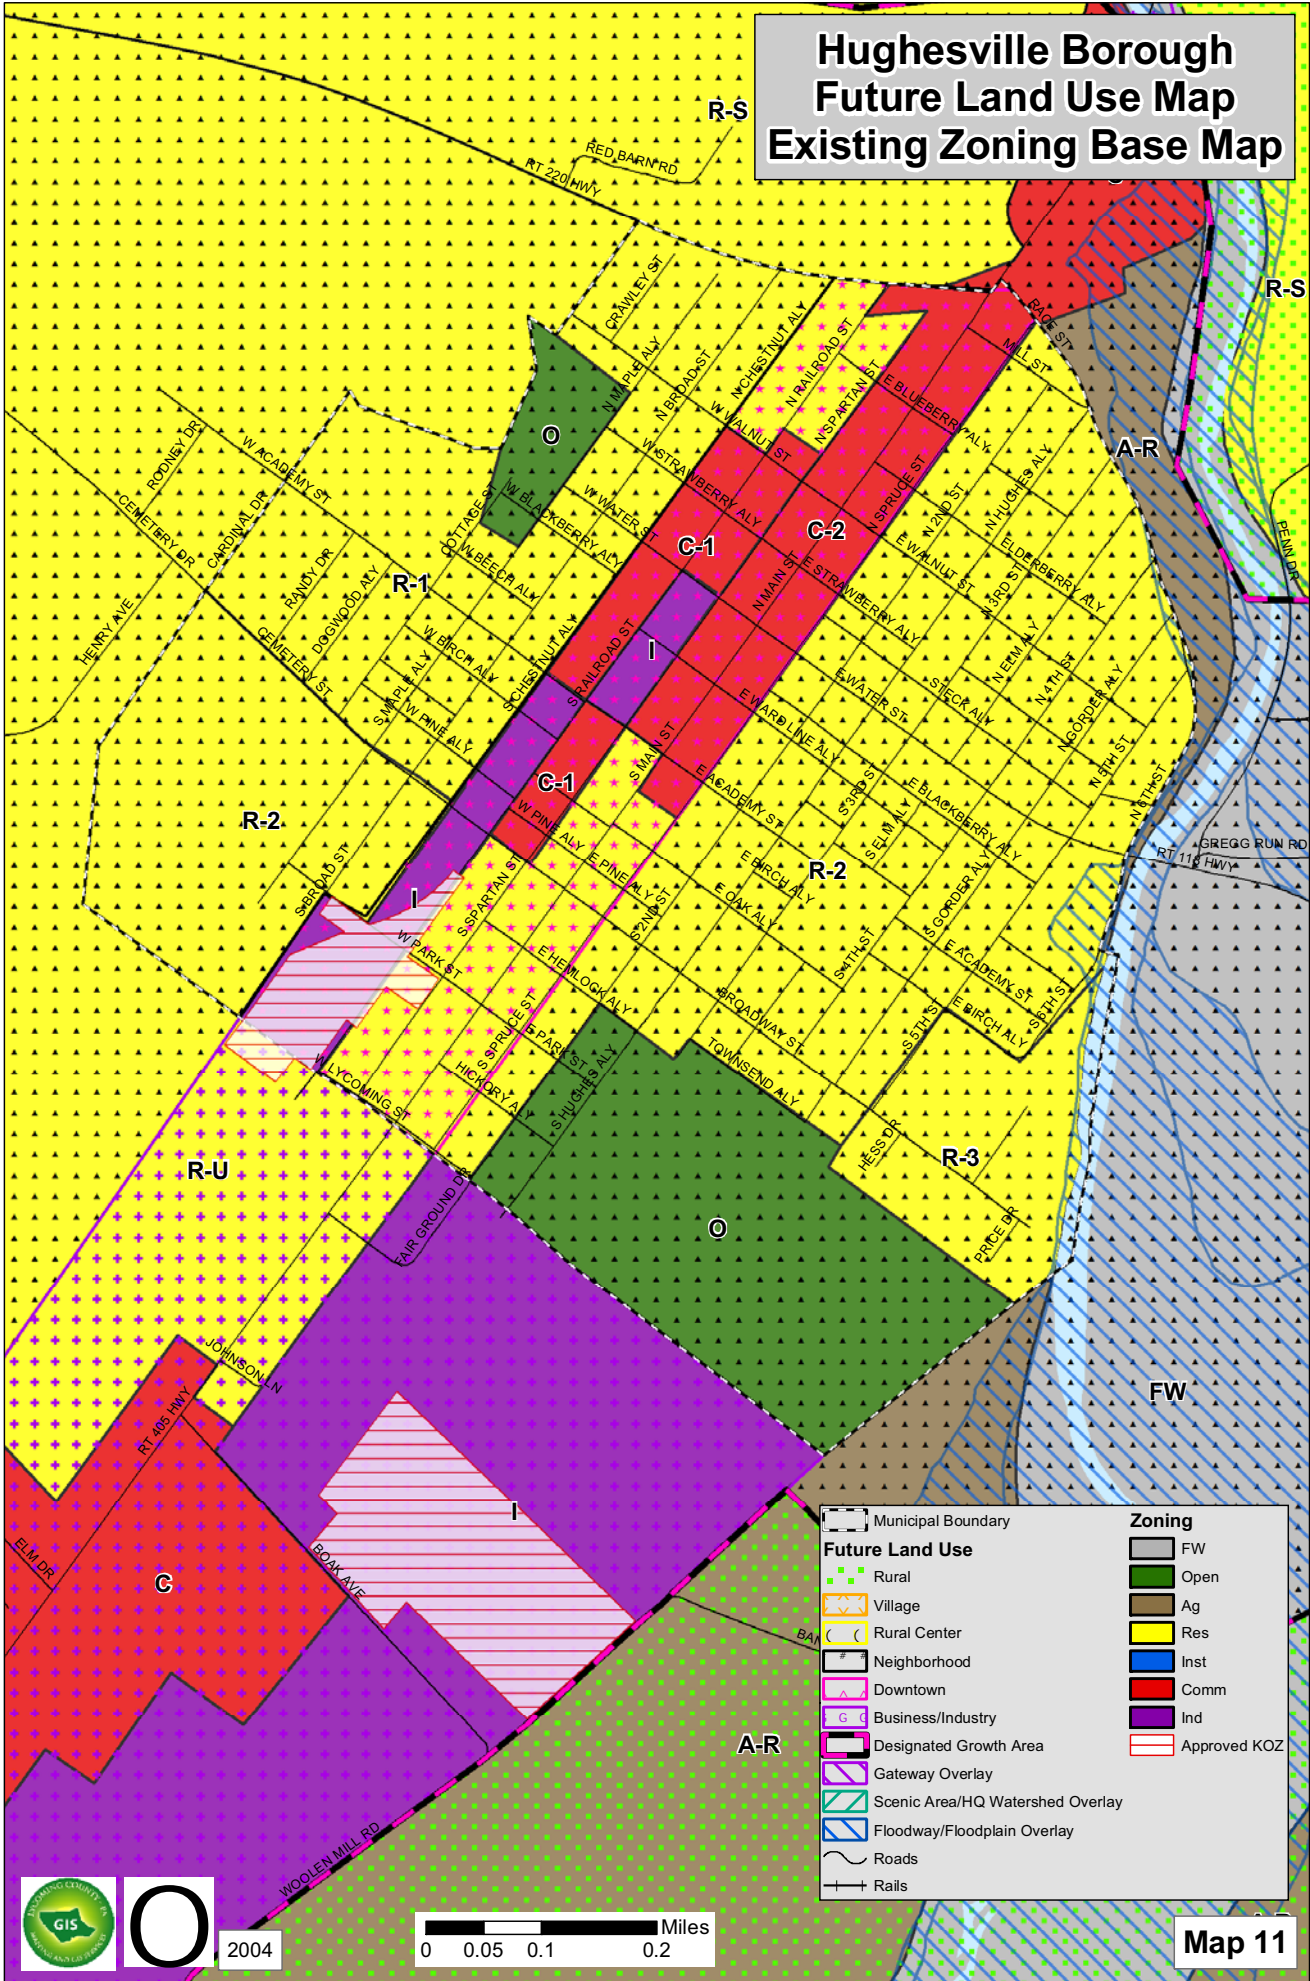 Hughesville Borough
Future Land Use Map
Existing Zoning Base Map
R-S
RED BARN RD
RT 220 HWY
R-S
CRAWLEY ST
RACE ST
MILL ST
N CHESTNUT ALY
N RAILROAD ST
N SPARTAN ST
N MAPLE ALY
N BROAD ST
E BLUEBERRY ALY
W WALNUT ST
O
W STRAWBERRY ALY
A-R
RODNEY DR
W ACADEMY ST
CEMETERY DR
CARDINAL DR
COTTAGE ST
W BLACKBERRY ALY
W WATER ST
N SPRUCE ST
N 2ND ST
N HUGHES ALY
C-1
C-2
PENN DR
W BEECH ALY
E WALNUT ST
ELDERBERRY ALY
RANDY DR
DOGWOOD ALY
R-1
N MAIN ST
E STRAWBERRY ALY
N 3RD ST
HENRY AVE
CEMETERY ST
W BIRCH ALY
S CHESTNUT ALY
S RAILROAD ST
I
N ELM ALY
N 4TH ST
N GORDER ALY
S MAPLE ALY
W PINE ALY
E WATER ST
STECK ALY
E WARD LINE ALY
S MAIN ST
N 5TH ST
N 6TH ST
C-1
E ACADEMY ST
S 3RD ST
S ELM ALY
E BLACKBERRY ALY
R-2
W PINE ALY
E PINE ALY
E BIRCH ALY
R-2
GREGG RUN RD
RT 118 HWY
S BROAD ST
I
S SPARTAN ST
S 2ND ST
E OAK ALY
S GORDER ALY
W PARK ST
E HEMLOCK ALY
S 4TH ST
E ACADEMY ST
S 6TH ST
BROADWAY ST
S 5TH ST
E BIRCH ALY
S SPRUCE ST
E PARK ST
TOWNSEND ALY
W LYCOMING ST
HICKORY ALY
S HUGHES ALY
R-U
HESS DR
R-3
FAIR GROUND DR
O
PRICE DR
JOHNSON LN
RT 405 HWY
FW
I
ELM DR
C
BOAK AVE
A-R
WOOLEN MILL RD
Municipal Boundary
Future Land Use
Rural
Village
Rural Center
Neighborhood
Downtown
Business/Industry
Designated Growth Area
Gateway Overlay
Scenic Area/HQ Watershed Overlay
Floodway/Floodplain Overlay
Roads
Rails
Zoning
FW
Open
Ag
Res
Inst
Comm
Ind
Approved KOZ
GIS
O
2004
Miles
0 0.05 0.1 0.2
Map 11